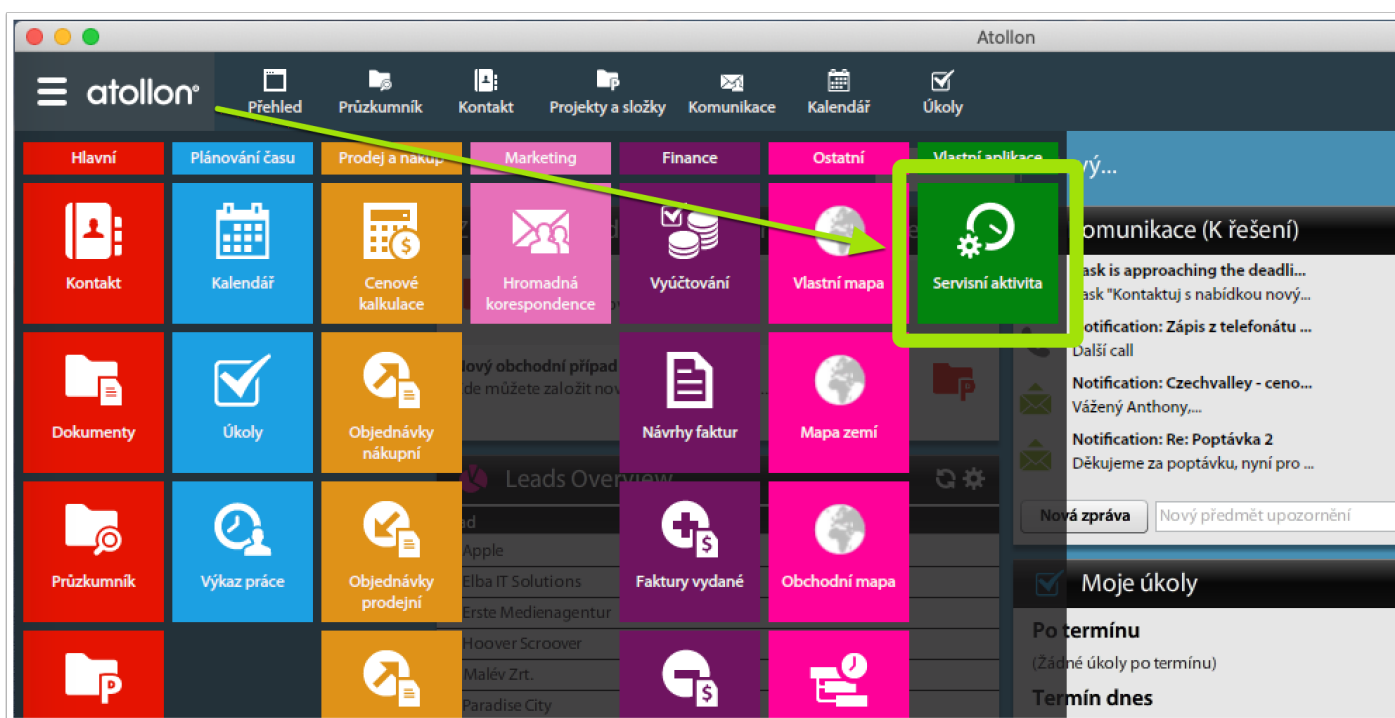 Atollon
atollon
Přehled
Průzkumník
Kontakt
Projekty a složky
Komunikace
Kalendář
Úkoly
Hlavní
Plánování času
Prodej a nákup
Marketing
Finance
Ostatní
Vlastní aplikace
Kontakt
Kalendář
Cenové
kalkulace
Hromadná
korespondence
Vyúčtování
Vlastní mapa
Servisní aktivita
Dokumenty
Úkoly
Objednávky
nákupní
Návrhy faktur
Mapa zemí
Průzkumník
Výkaz práce
Objednávky
prodejní
Faktury vydané
Obchodní mapa
obchodní případ
můžete založit
Leads Overview
Apple
Elba IT Solutions
Erste Medienagentur
Hoover Scroover
Malév Zrt.
Paradise City
vý...
omunikace (K řešení)
ask is approaching the deadli...
ask "Kontaktuj s nabídkou nový...
otification: Zápis z telefonátu ...
Další call
Notification: Czechvalley - ceno...
Vážený Anthony,...
Notification: Re: Poptávka 2
Děkujeme za poptávku, nyní pro ...
Nová zpráva
Nový předmět upozornění
Moje úkoly
Po termínu
(Žádné úkoly po termínu)
Termín dnes